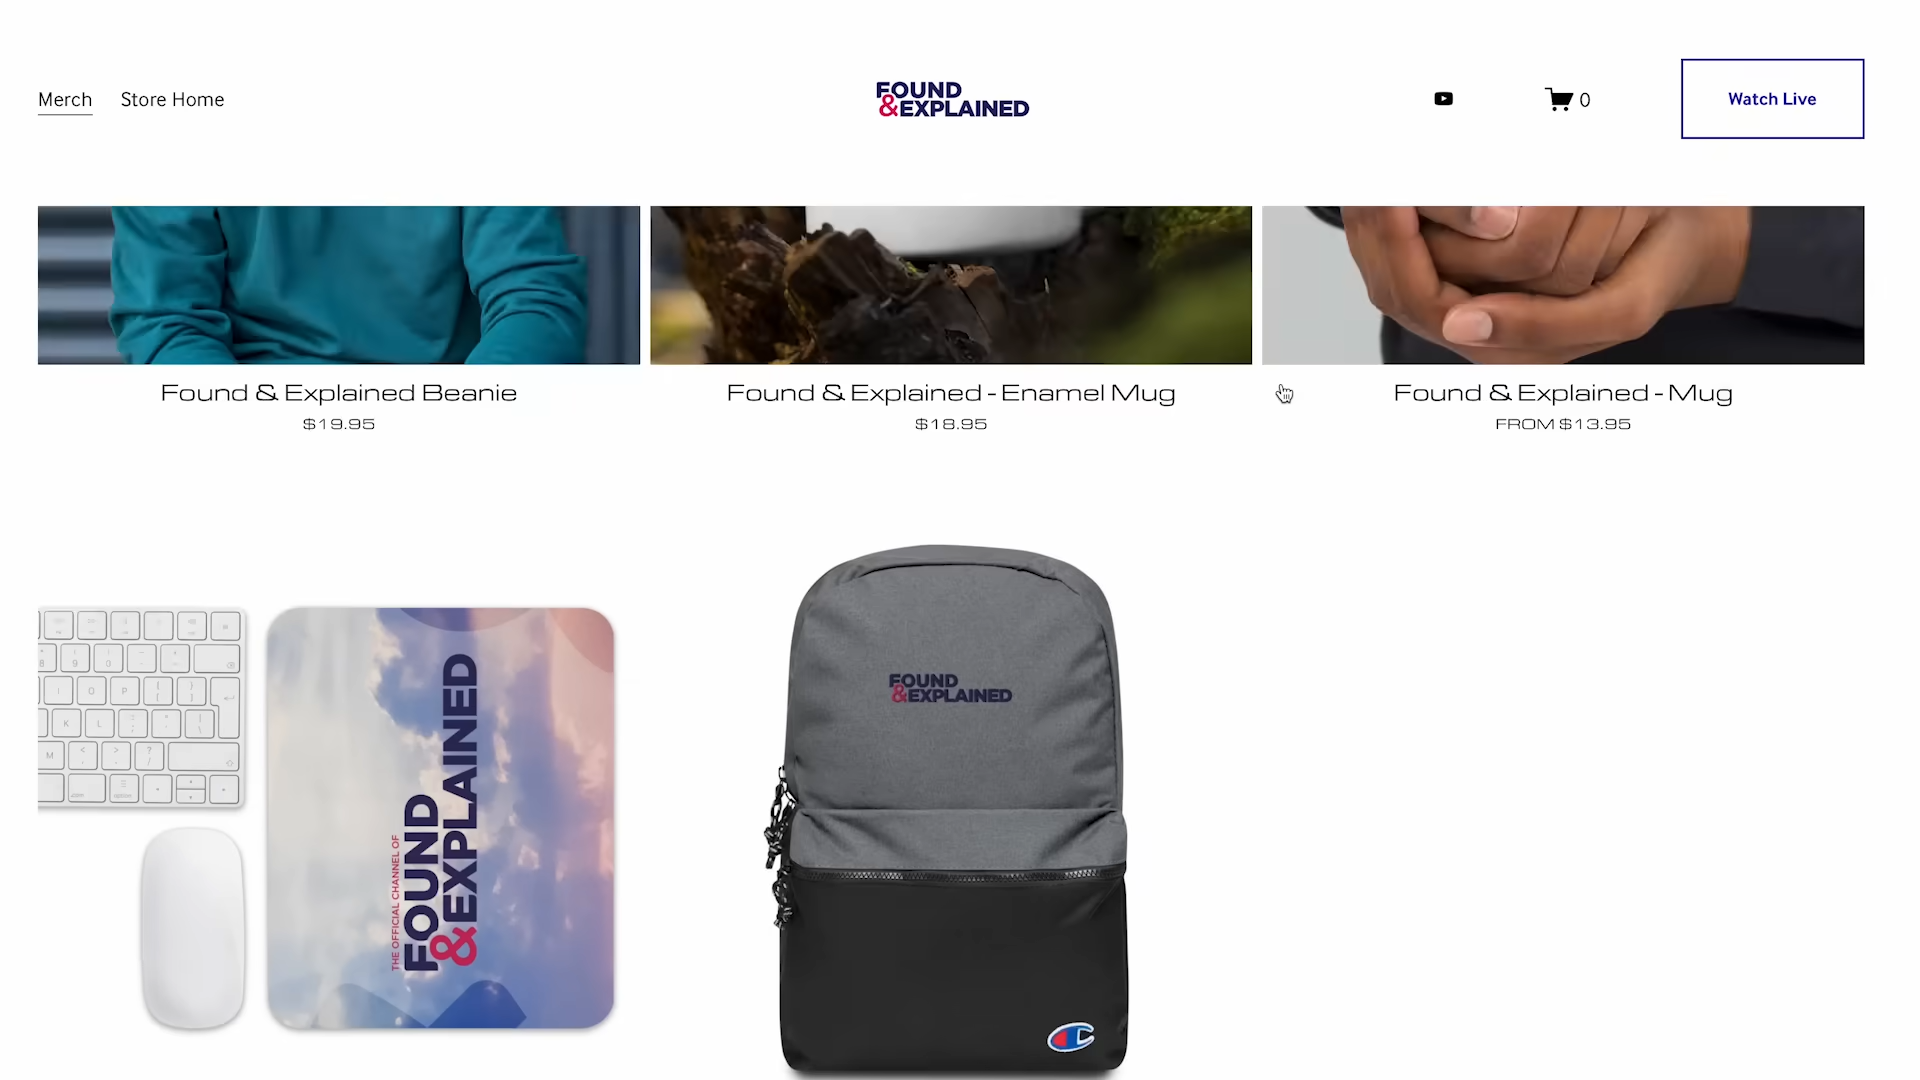 Merch
Store Home
FOUND
&EXPLAINED
0
Watch Live
Found & Explained Beanie
$19.95
Found & Explained - Enamel Mug
$18.95
Found & Explained - Mug
FROM $13.95
THE OFFICIAL CHANNEL OF
FOUND
&EXPLAINED
FOUND
&EXPLAINED